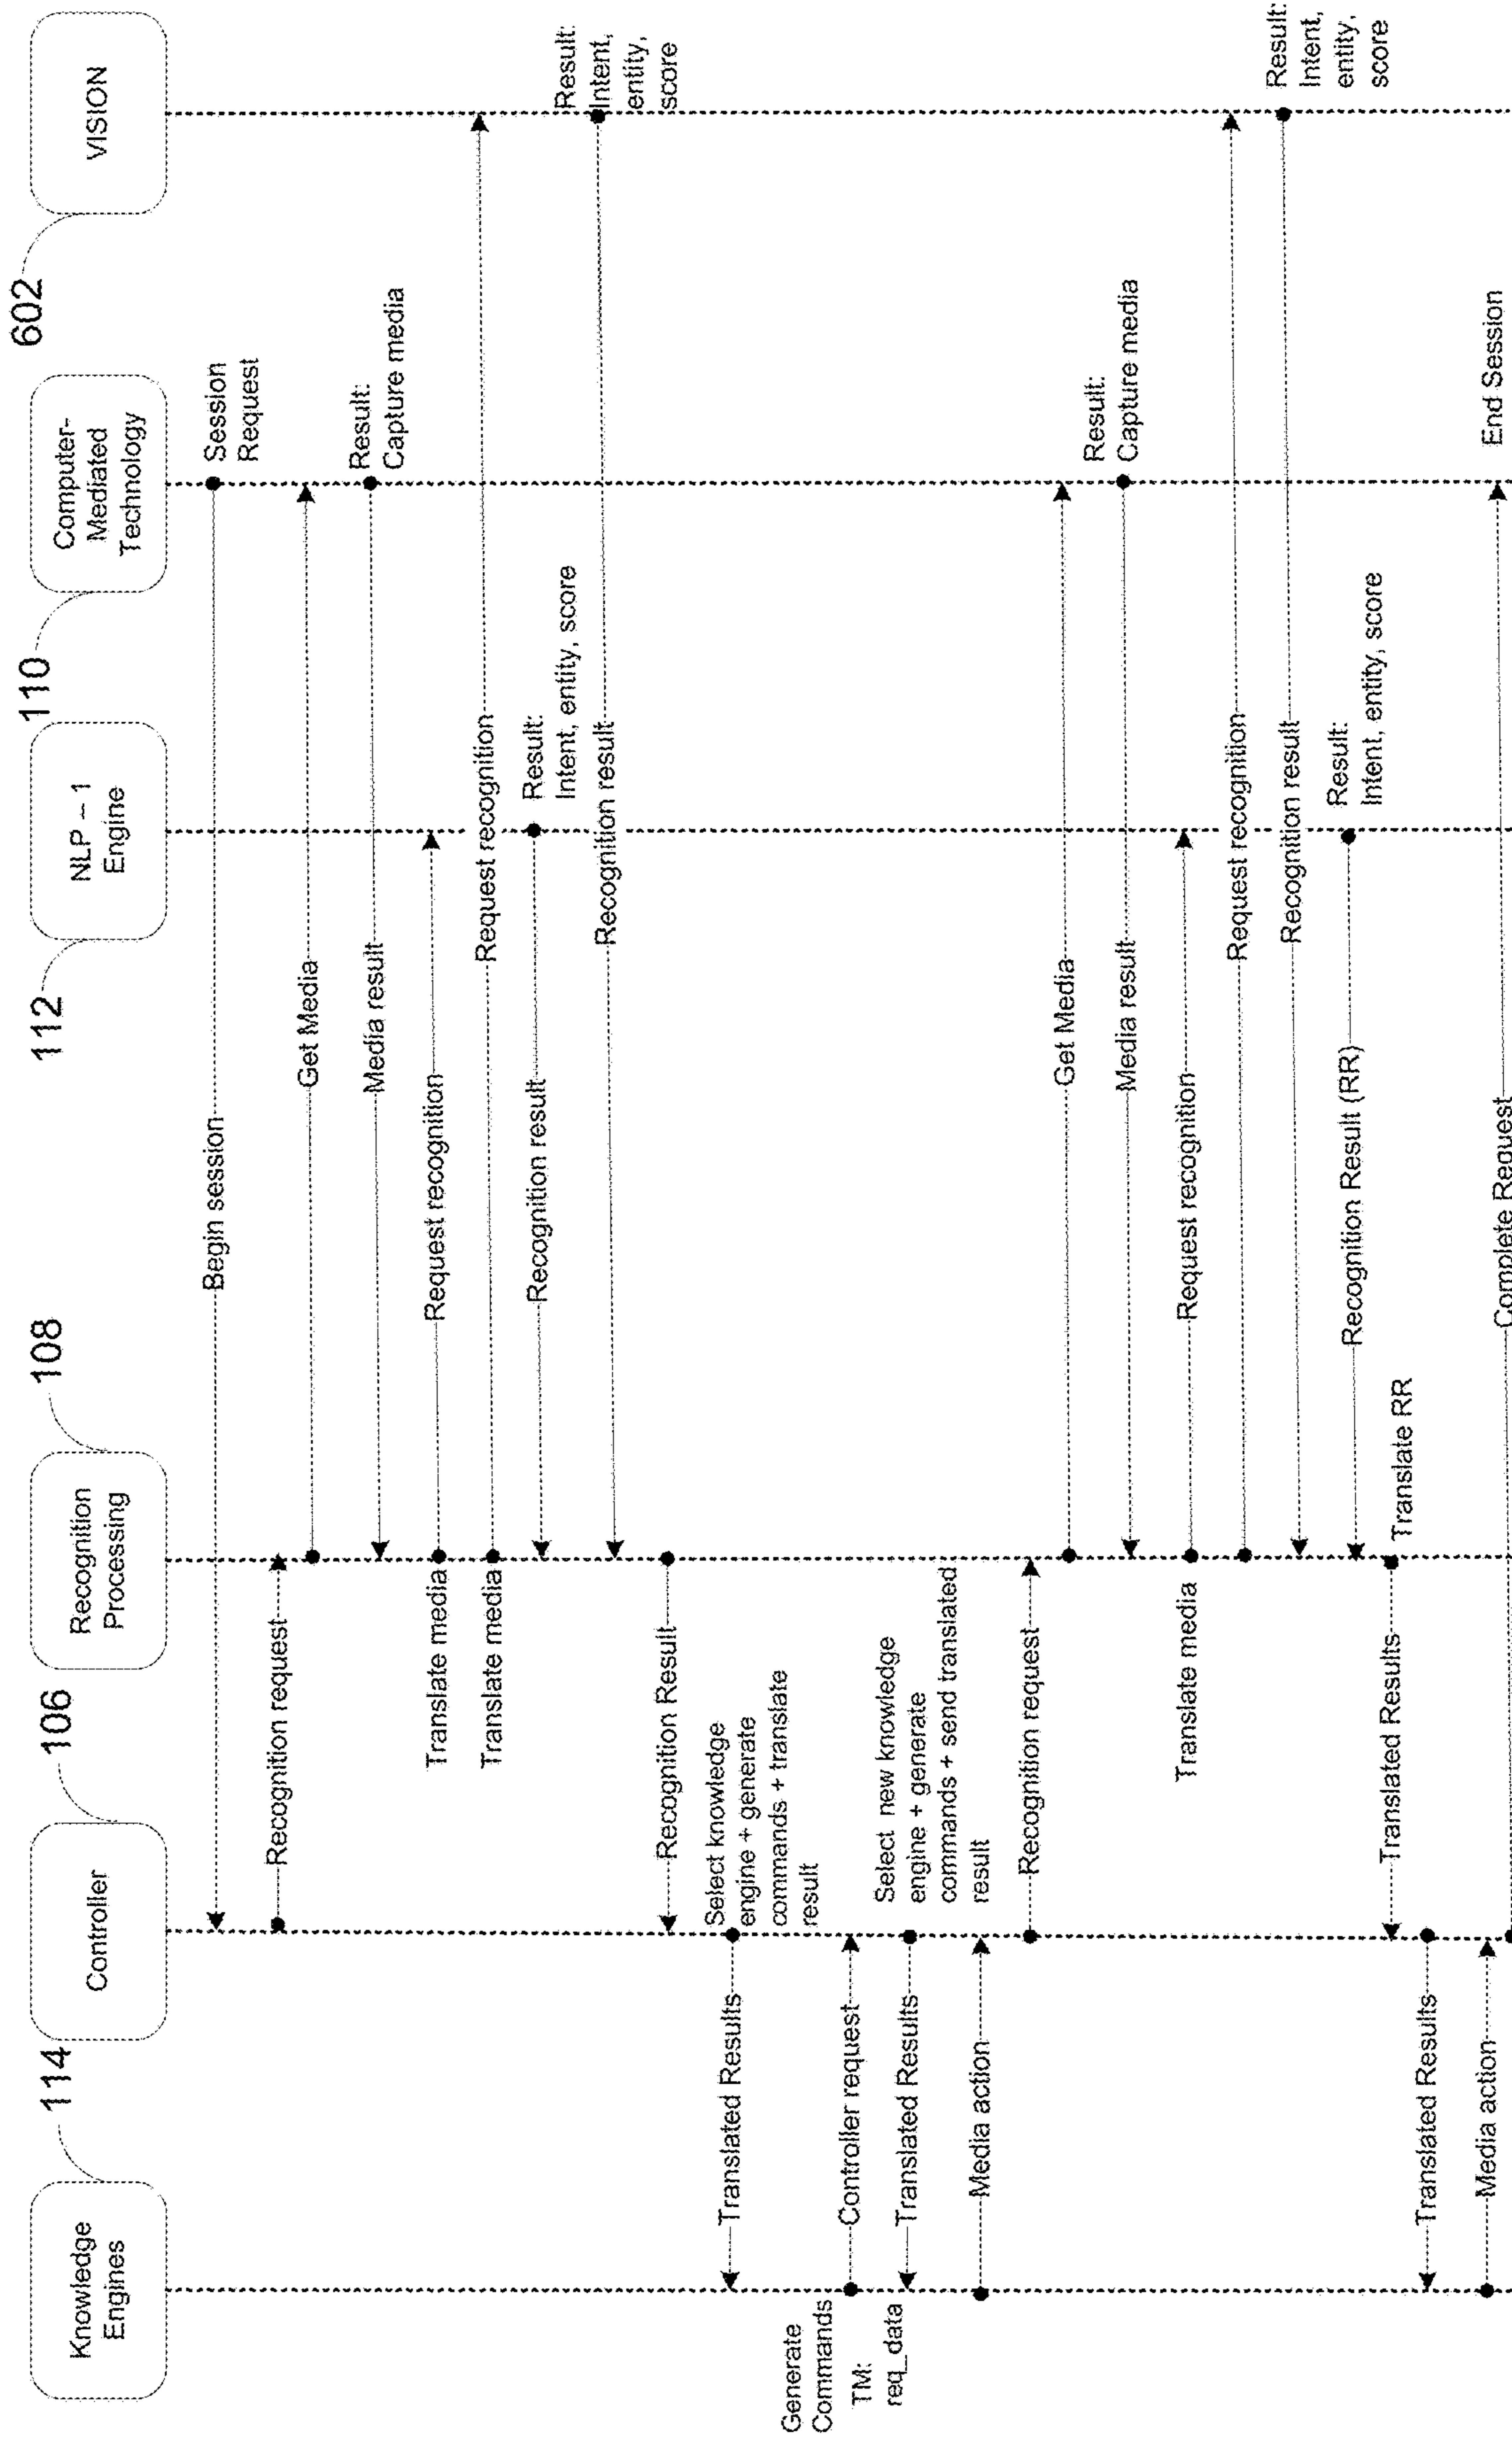 114
106
108
112
110
602
Knowledge
Engines
Controller
Recognition
Processing
NLP – 1
Engine
Computer-
Mediated
Technology
VISION
Begin session
Session
Request
Recognition request
Get Media
Media result
Result:
Capture media
Translate media
Request recognition
Translate media
Request recognition
Recognition result
Result:
Intent, entity, score
Recognition result
Result:
Intent,
entity,
score
Recognition Result
Select knowledge
engine + generate
commands + translate
result
Translated Results
Generate
Commands
TM:
req_data
Controller request
Select new knowledge
engine + generate
commands + send translated
result
Translated Results
Media action
Recognition request
Get Media
Media result
Result:
Capture media
Translate media
Request recognition
Request recognition
Recognition result
Result:
Intent,
entity,
score
Recognition Result (RR)
Result:
Intent, entity, score
Translate RR
Translated Results
Translated Results
Media action
Complete Request
End Session